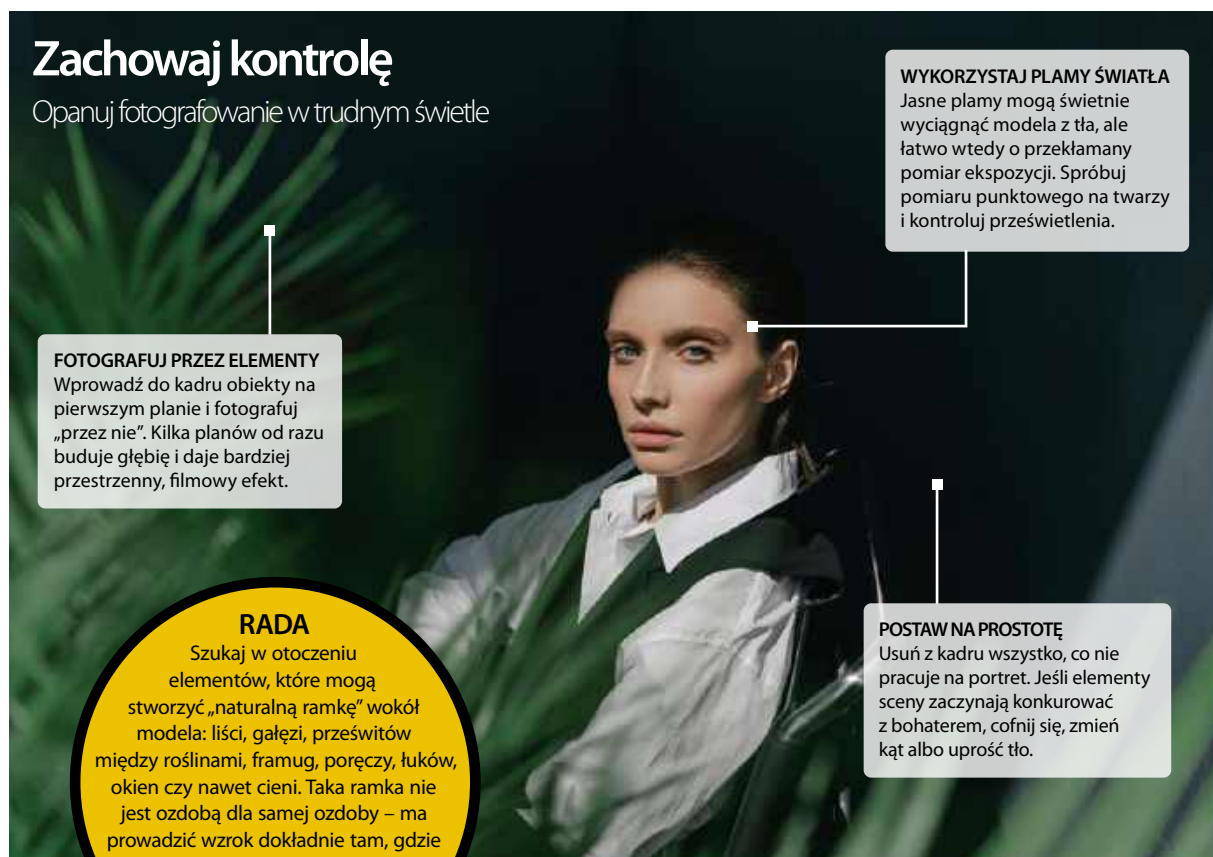 Zachowaj kontrolę
Opanuj fotografowanie w trudnym świetle
WYKORZYSTAJ PLAMY ŚWIATŁA
Jasne plamy mogą świetnie
wyciągnąć modela z tła, ale
łatwo wtedy o przekłamany
pomiar ekspozycji. Spróbuj
pomiaru punktowego na twarzy
i kontroluj prześwietlenia.
FOTOGRAFUJ PRZEZ ELEMENTY
Wprowadź do kadru obiekty na
pierwszym planie i fotografuj
„przez nie”. Kilka planów od razu
buduje głębię i daje bardziej
przestrzenny, filmowy efekt.
RADA
Szukaj w otoczeniu
elementów, które mogą
stworzyć „naturalną ramkę” wokół
modela: liści, gałęzi, prześwitów
między roślinami, framug, poręczy, łuków,
okien czy nawet cieni. Taka ramka nie
jest ozdobą dla samej ozdoby – ma
prowadzić wzrok dokładnie tam, gdzie
POSTAW NA PROSTOTĘ
Usuń z kadru wszystko, co nie
pracuje na portret. Jeśli elementy
sceny zaczynają konkurować
z bohaterem, cofnij się, zmień
kąt albo uprość tło.